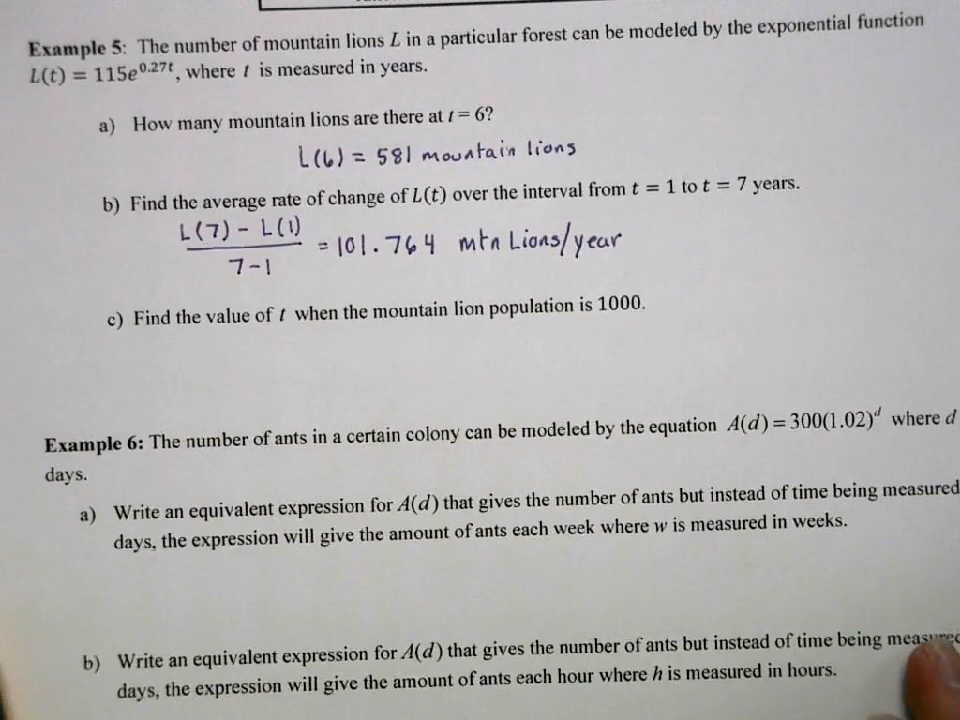 Example 5: The number of mountain lions L in a particular forest can be modeled by the exponential function
L(t) = 115e^0.27t, where t is measured in years.
a) How many mountain lions are there at t = 6?
L(6) = 581 mountain lions
b) Find the average rate of change of L(t) over the interval from t = 1 to t = 7 years.
L(7) - L(1)
7-1
= 101.764 mtn Lions/year
c) Find the value of t when the mountain lion population is 1000.
Example 6: The number of ants in a certain colony can be modeled by the equation A(d) = 300(1.02)^d where d
days.
a) Write an equivalent expression for A(d) that gives the number of ants but instead of time being measured
days, the expression will give the amount of ants each week where w is measured in weeks.
b) Write an equivalent expression for A(d) that gives the number of ants but instead of time being measured
days, the expression will give the amount of ants each hour where h is measured in hours.